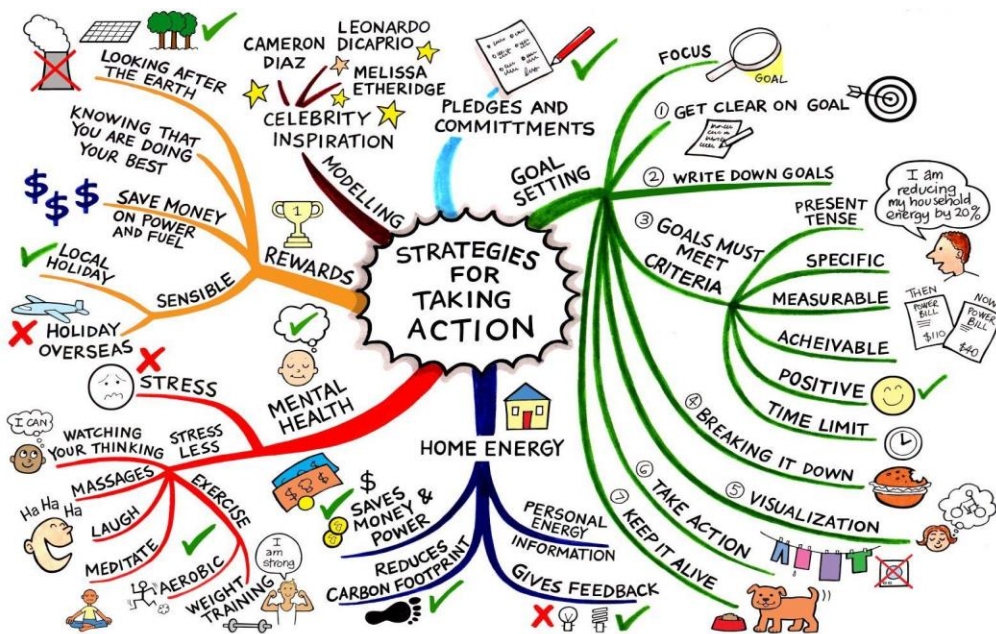 STRATEGIES
FOR
TAKING
ACTION
GOAL
SETTING
FOCUS
GOAL
① GET CLEAR ON GOAL
② WRITE DOWN GOALS
③ GOALS MUST
MEET
CRITERIA
PRESENT
TENSE
I am
reducing
my household
energy by 20%
SPECIFIC
MEASURABLE
THEN
POWER
BILL
$110
NOW
POWER
BILL
$40
ACHEIVABLE
POSITIVE
TIME LIMIT
④ BREAKING IT DOWN
⑤ VISUALIZATION
⑥ TAKE ACTION
⑦ KEEP IT ALIVE
HOME ENERGY
PERSONAL
ENERGY
INFORMATION
GIVES FEEDBACK
$
SAVES
MONEY &
POWER
REDUCES
CARBON FOOTPRINT
MENTAL
HEALTH
STRESS
STRESS
LESS
I CAN
WATCHING
YOUR THINKING
MASSAGES
Ha Ha Ha
LAUGH
MEDITATE
EXERCISE
AEROBIC
WEIGHT
TRAINING
I am
strong
REWARDS
1
LOOKING AFTER
THE EARTH
KNOWING THAT
YOU ARE DOING
YOUR BEST
$ $ $
SAVE MONEY
ON POWER
AND FUEL
SENSIBLE
LOCAL
HOLIDAY
HOLIDAY
OVERSEAS
MODELLING
CELEBRITY
INSPIRATION
CAMERON
DIAZ
LEONARDO
DICAPRIO
MELISSA
ETHERIDGE
PLEDGES AND
COMMITTMENTS